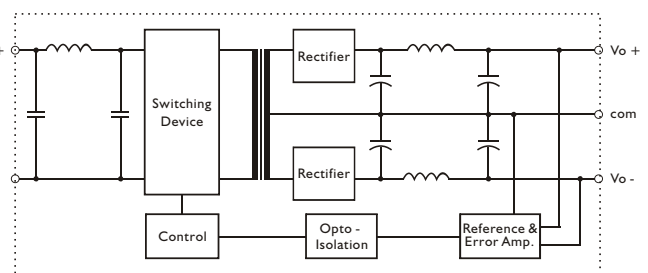 +
Rectifier
Vo +
Switching
Device
com
Rectifier
Vo -
Control
Opto -
Isolation
Reference &
Error Amp.